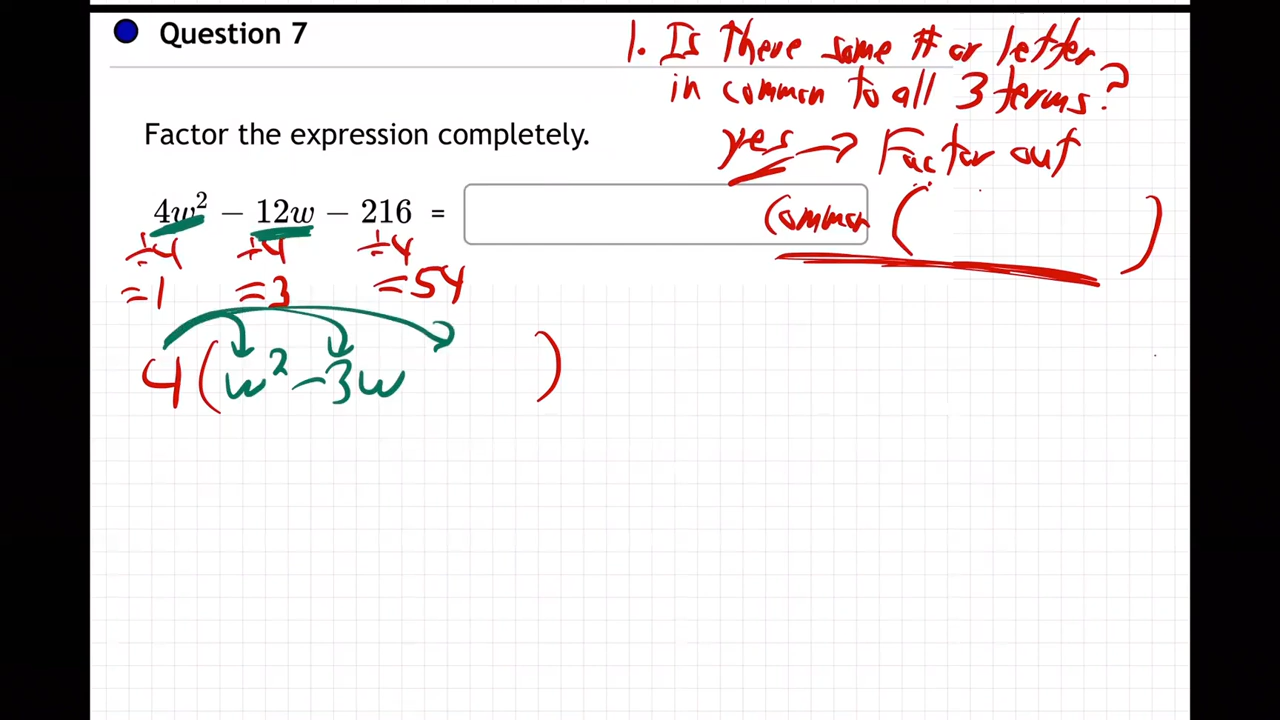 Question 7
1. Is there some # or letter
in common to all 3 terms?
Factor the expression completely.
yes → Factor out
4w² − 12w − 216 =
Common ( )
÷4 ÷4 ÷4
=1 =3 =54
4(w²−3w )